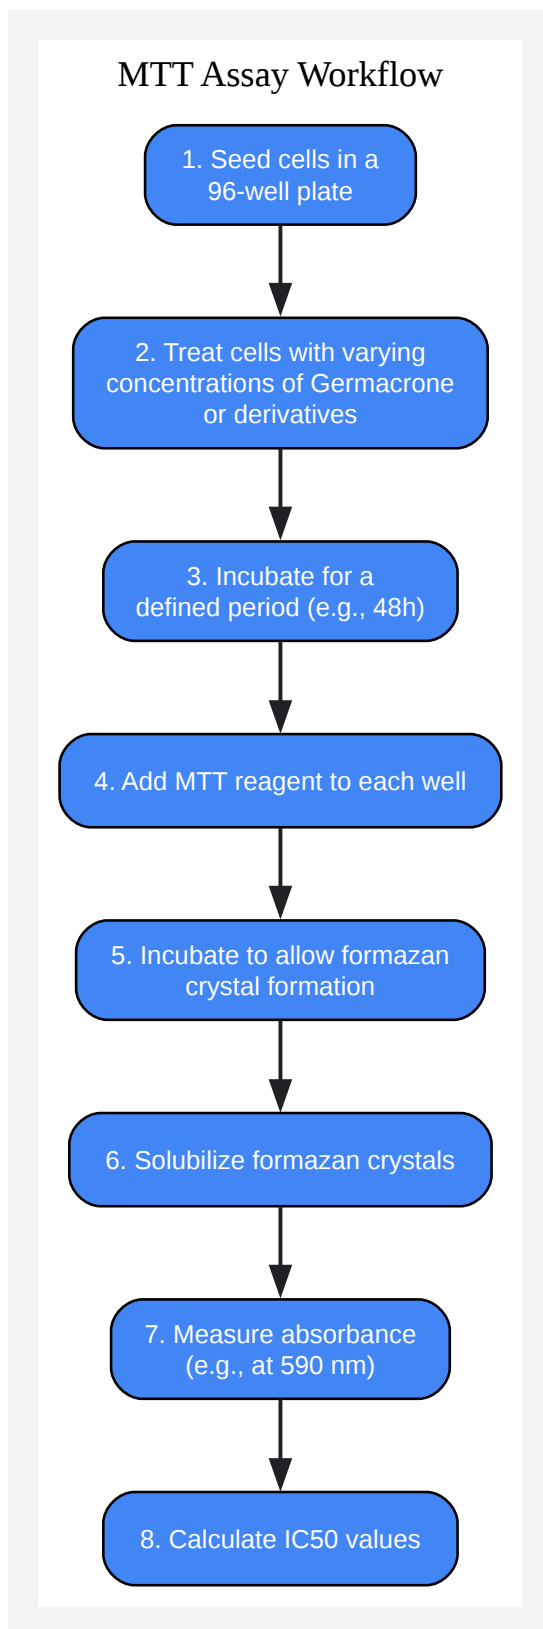 MTT Assay Workflow
1. Seed cells in a
96-well plate
2. Treat cells with varying
concentrations of Germacrone
or derivatives
3. Incubate for a
defined period (e.g., 48h)
4. Add MTT reagent to each well
5. Incubate to allow formazan
crystal formation
6. Solubilize formazan crystals
7. Measure absorbance
(e.g., at 590 nm)
8. Calculate IC50 values